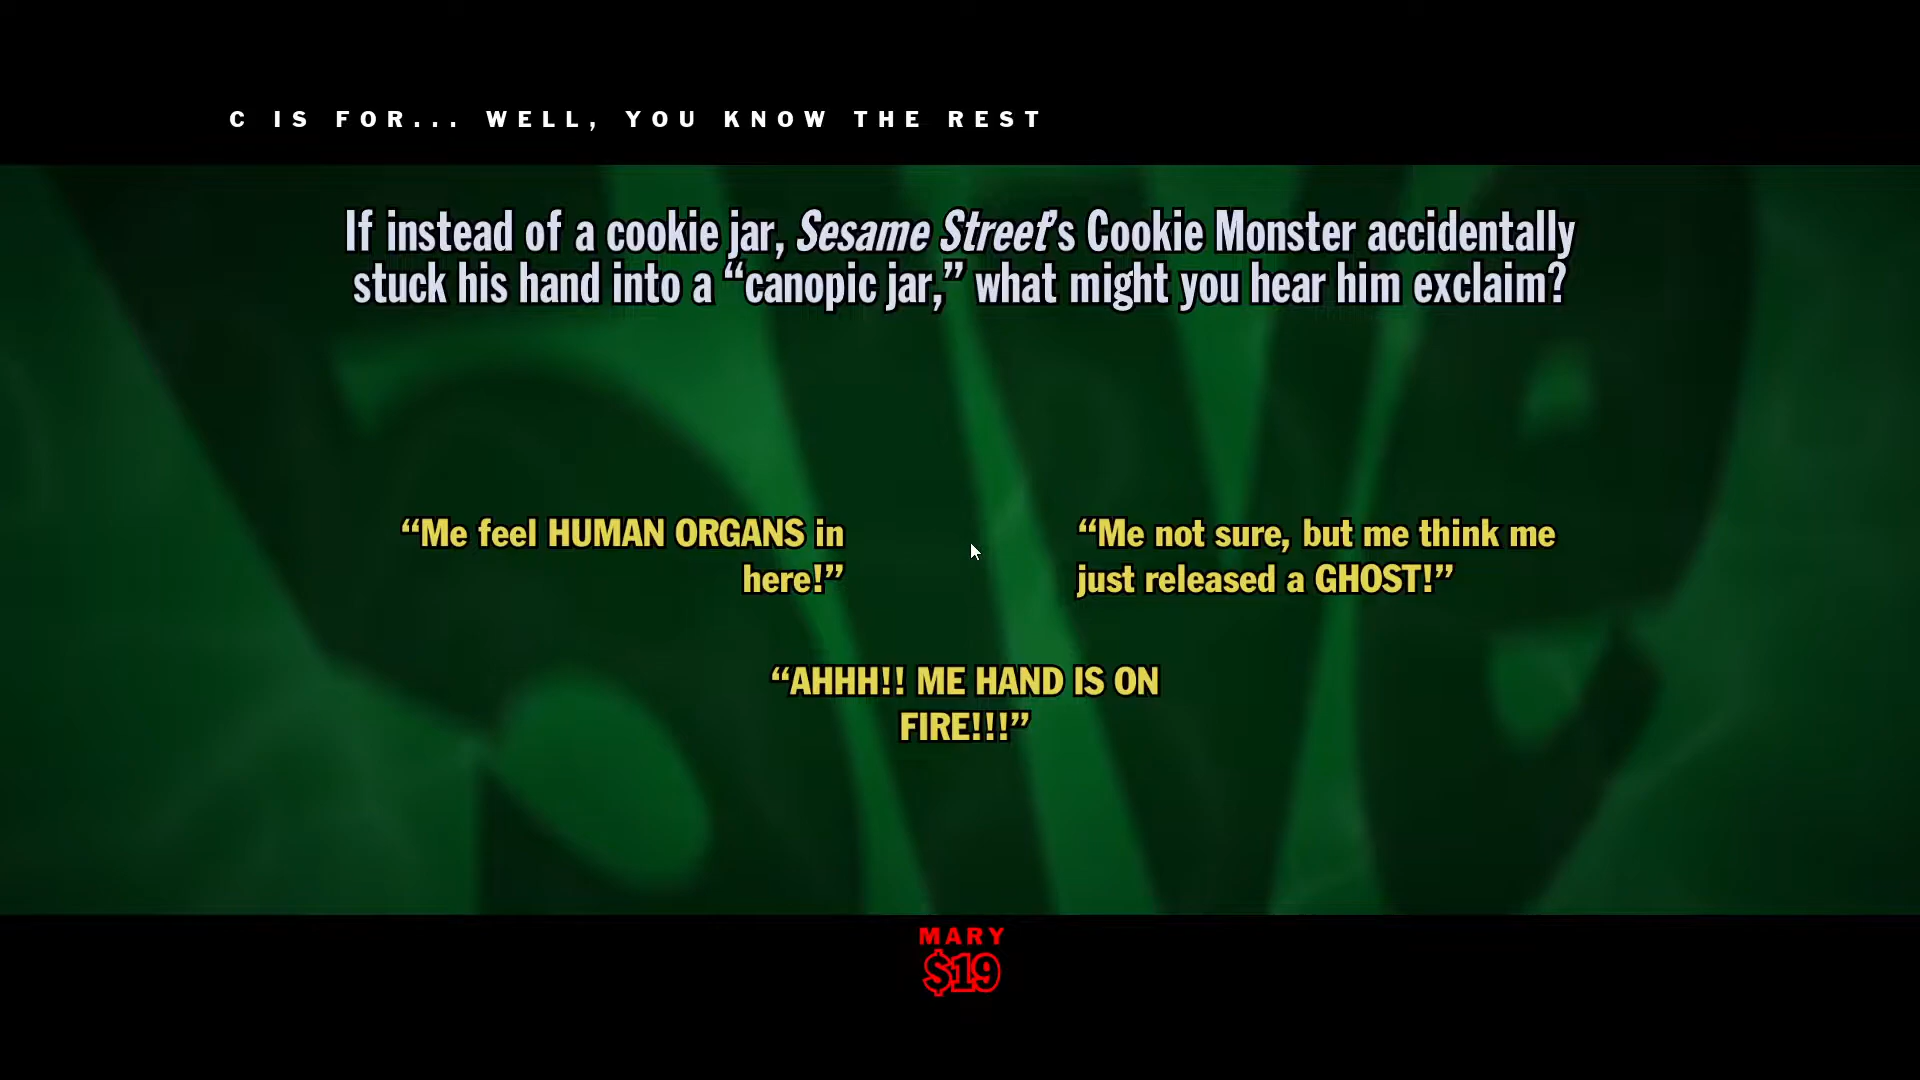 C IS FOR... WELL, YOU KNOW THE REST
If instead of a cookie jar, Sesame Street's Cookie Monster accidentally
stuck his hand into a “canopic jar,” what might you hear him exclaim?
“Me feel HUMAN ORGANS in
here!”
“Me not sure, but me think me
just released a GHOST!”
“AHHH!! ME HAND IS ON
FIRE!!!”
MARY
$19